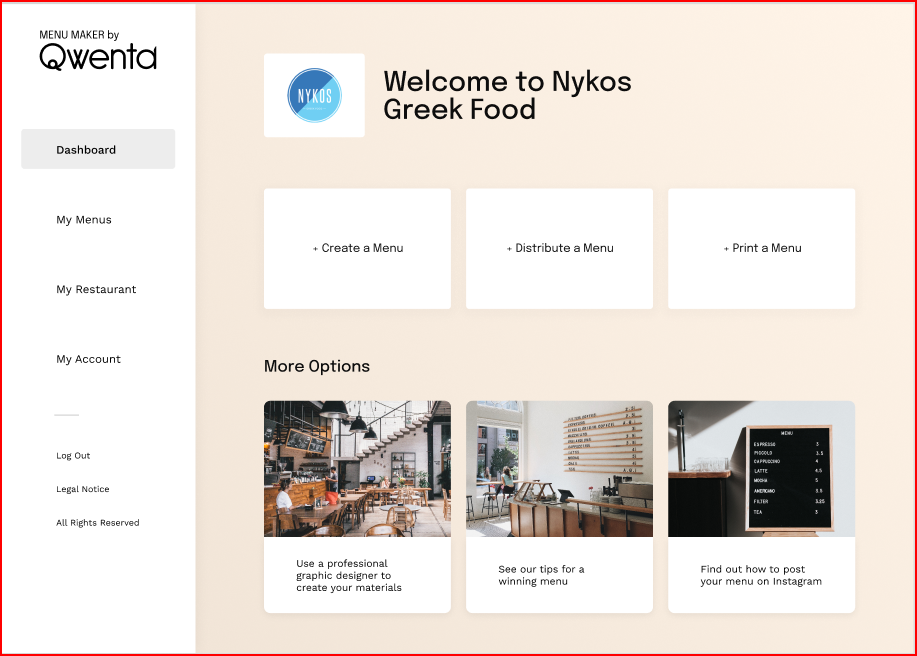 MENU MAKER by
Qwenta
Dashboard
My Menus
My Restaurant
My Account
Log Out
Legal Notice
All Rights Reserved
NYKOS
Welcome to Nykos
Greek Food
+ Create a Menu
+ Distribute a Menu
+ Print a Menu
More Options
Use a professional
graphic designer to
create your materials
See our tips for a
winning menu
MENU
ESPRESSO 3
PICCOLO 3.5
CAPPUCCINO 4
LATTE 4.5
MOCHA 5
AMERICANO 3.5
FILTER 3.25
TEA 3
Find out how to post
your menu on Instagram